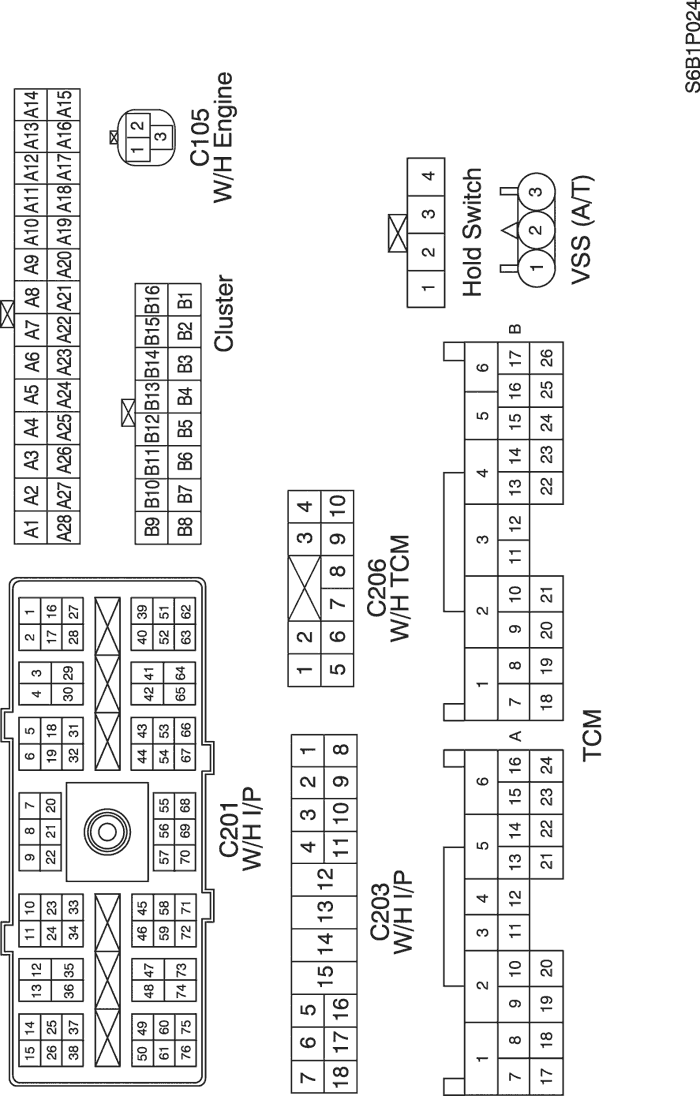 A1 A2 A3 A4 A5 A6 A7 A8 A9 A10 A11 A12 A13 A14
A28 A27 A26 A25 A24 A23 A22 A21 A20 A19 A18 A17 A16 A15
B9 B10 B11 B12 B13 B14 B15 B16
B8 B7 B6 B5 B4 B3 B2 B1
Cluster
1 2
3
C105
W/H Engine
15 14 13 12 11 10 9 8 7 6 5 4 3 2 1
26 25 24 23 22 21 20 19 18 17 16
38 37 36 35 34 33 32 31 30 29 28 27
50 49 48 47 46 45 44 43 42 41 40 39
61 60 59 58 57 56 55 54 53 52 51
76 75 74 73 72 71 70 69 68 67 66 65 64 63 62
C201
W/H I/P
7 6 5 15 14 13 12 4 3 2 1
18 17 16 11 10 9 8
C203
W/H I/P
1 2 3 4
5 6 7 8 9 10
C206
W/H TCM
1 2 3 4
Hold Switch
1 2 3
VSS (A/T)
A
1 2 3 4 5 6
7 8 9 10 11 12 13 14 15 16
17 18 19 20 21 22 23 24
B
1 2 3 4 5 6
7 8 9 10 11 12 13 14 15 16 17
18 19 20 21 22 23 24 25 26
TCM
S6B1P024